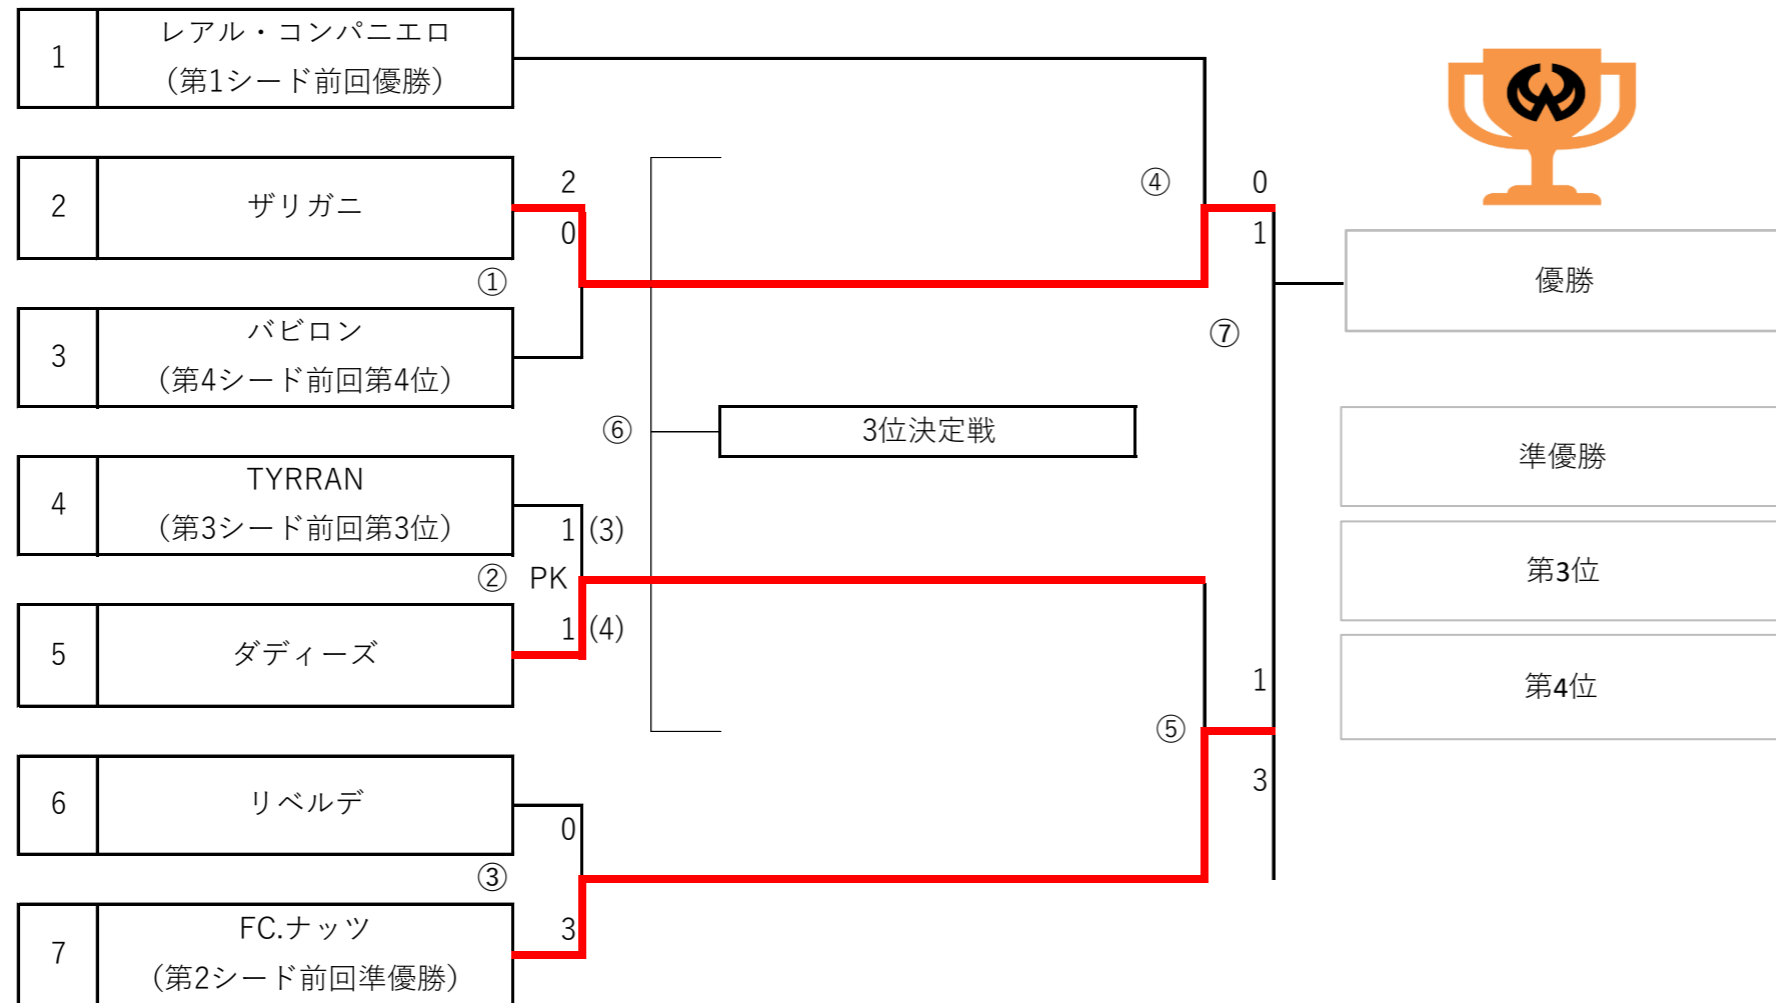 1
レアル・コンパニエロ
（第1シード前回優勝）
2
ザリガニ
2
0
①
3
バビロン
（第4シード前回第4位）
4
TYRRAN
（第3シード前回第3位）
1 (3)
② PK
1 (4)
5
ダディーズ
6
リベルデ
0
③
7
FC.ナッツ
（第2シード前回準優勝）
3
⑥
3位決定戦
④
0
1
⑦
⑤
1
3
優勝
準優勝
第3位
第4位